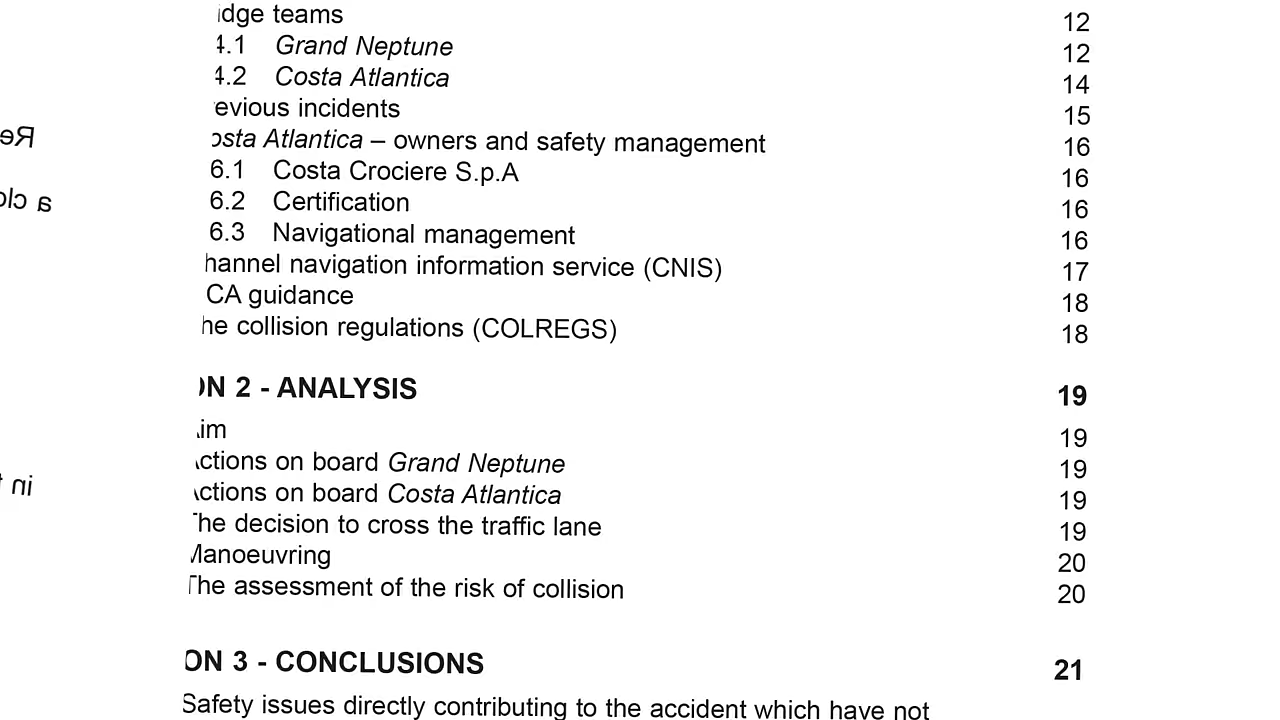 teams 12
4.1 Grand Neptune 12
4.2 Costa Atlantica 14
incidents 15
Atlantica – owners and safety management 16
6.1 Costa Crociere S.p.A 16
6.2 Certification 16
6.3 Navigational management 16
navigation information service (CNIS) 17
CA guidance 18
he collision regulations (COLREGS) 18
ON 2 - ANALYSIS 19
im 19
ctions on board Grand Neptune 19
ctions on board Costa Atlantica 19
The decision to cross the traffic lane 19
Manoeuvring 20
The assessment of the risk of collision 20
ON 3 - CONCLUSIONS 21
Safety issues directly contributing to the accident which have not